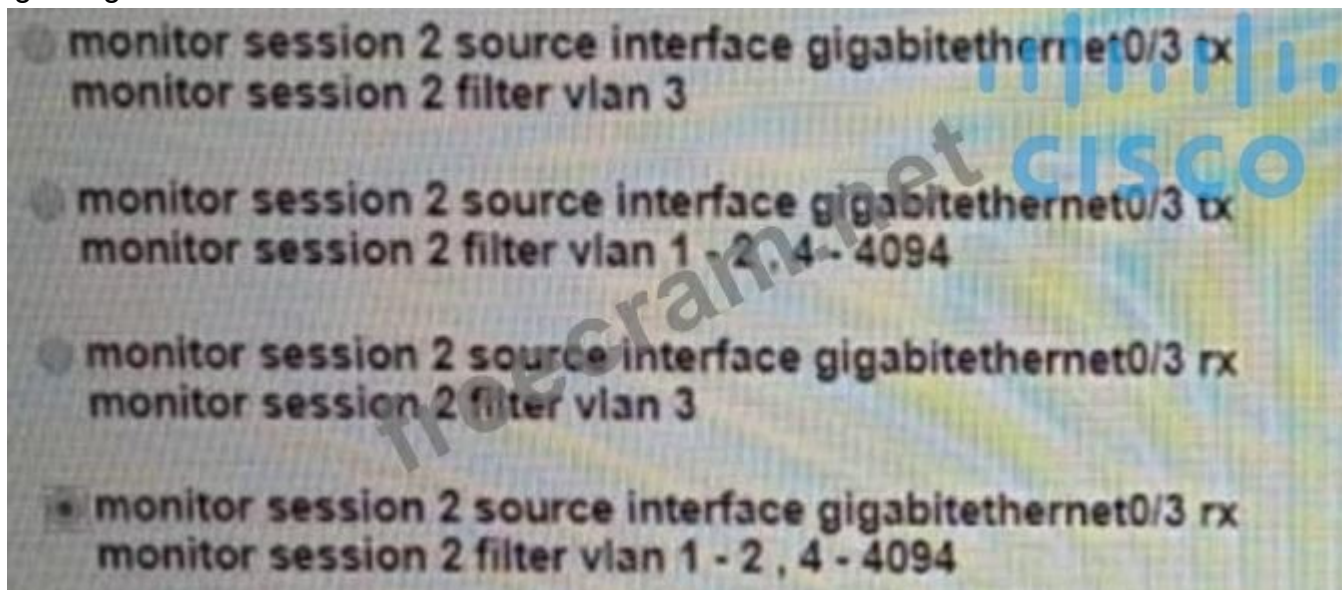 monitor session 2 source interface gigabitethernet0/3 tx
monitor session 2 filter vlan 3
CISCO
monitor session 2 source interface gigabitethernet0/3 tx
monitor session 2 filter vlan 1 - 2 , 4 - 4094
freecram.net
monitor session 2 source interface gigabitethernet0/3 rx
monitor session 2 filter vlan 3
monitor session 2 source interface gigabitethernet0/3 rx
monitor session 2 filter vlan 1 - 2 , 4 - 4094